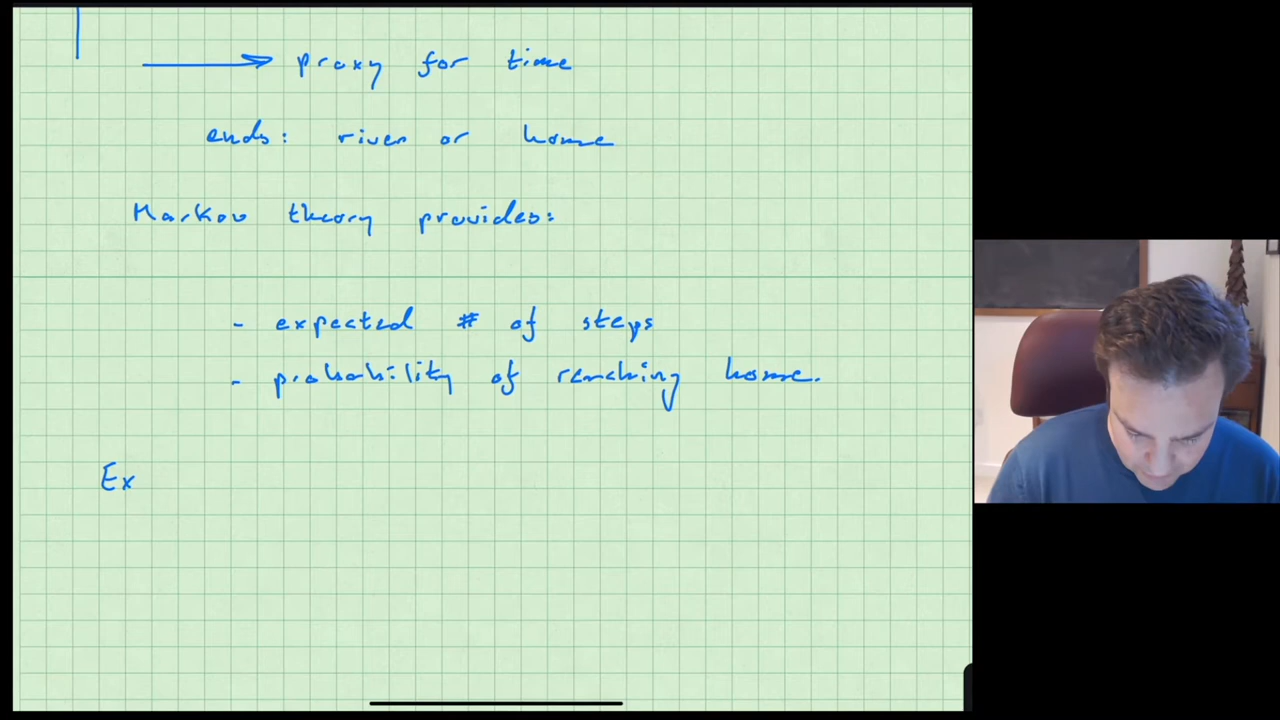 proxy for time
ends: river or home
Markov theory provides:
- expected # of steps
- probability of reaching home.
Ex